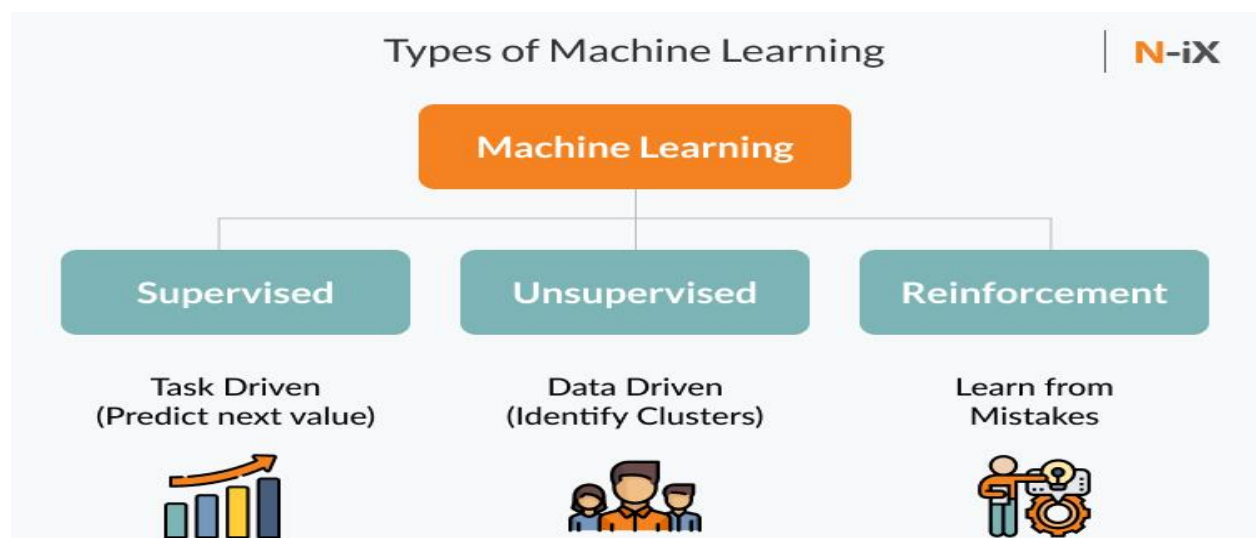 Types of Machine Learning
N-iX
Machine Learning
Supervised
Unsupervised
Reinforcement
Task Driven
(Predict next value)
Data Driven
(Identify Clusters)
Learn from
Mistakes